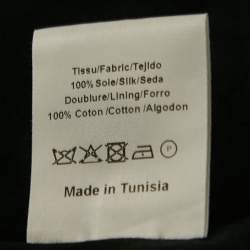 Tissu/Fabric/Tejido
100% Soie/Silk/Seda
Doublure/Lining/Forro
100% Coton /Cotton /Algodon
P
Made in Tunisia